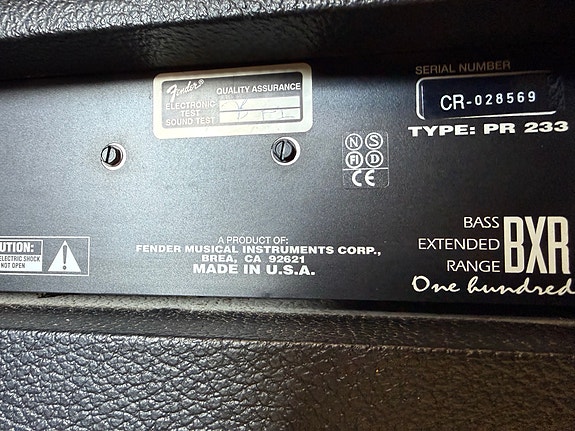 Fender®
QUALITY ASSURANCE
ELECTRONIC
TEST
SOUND TEST
SERIAL NUMBER
CR-028569
TYPE: PR 233
N S
FI D
CE
UTION:
ELECTRIC SHOCK
NOT OPEN
A PRODUCT OF:
FENDER MUSICAL INSTRUMENTS CORP.,
BREA, CA 92621
MADE IN U.S.A.
BASS
EXTENDED
RANGE
BXR
One hundred